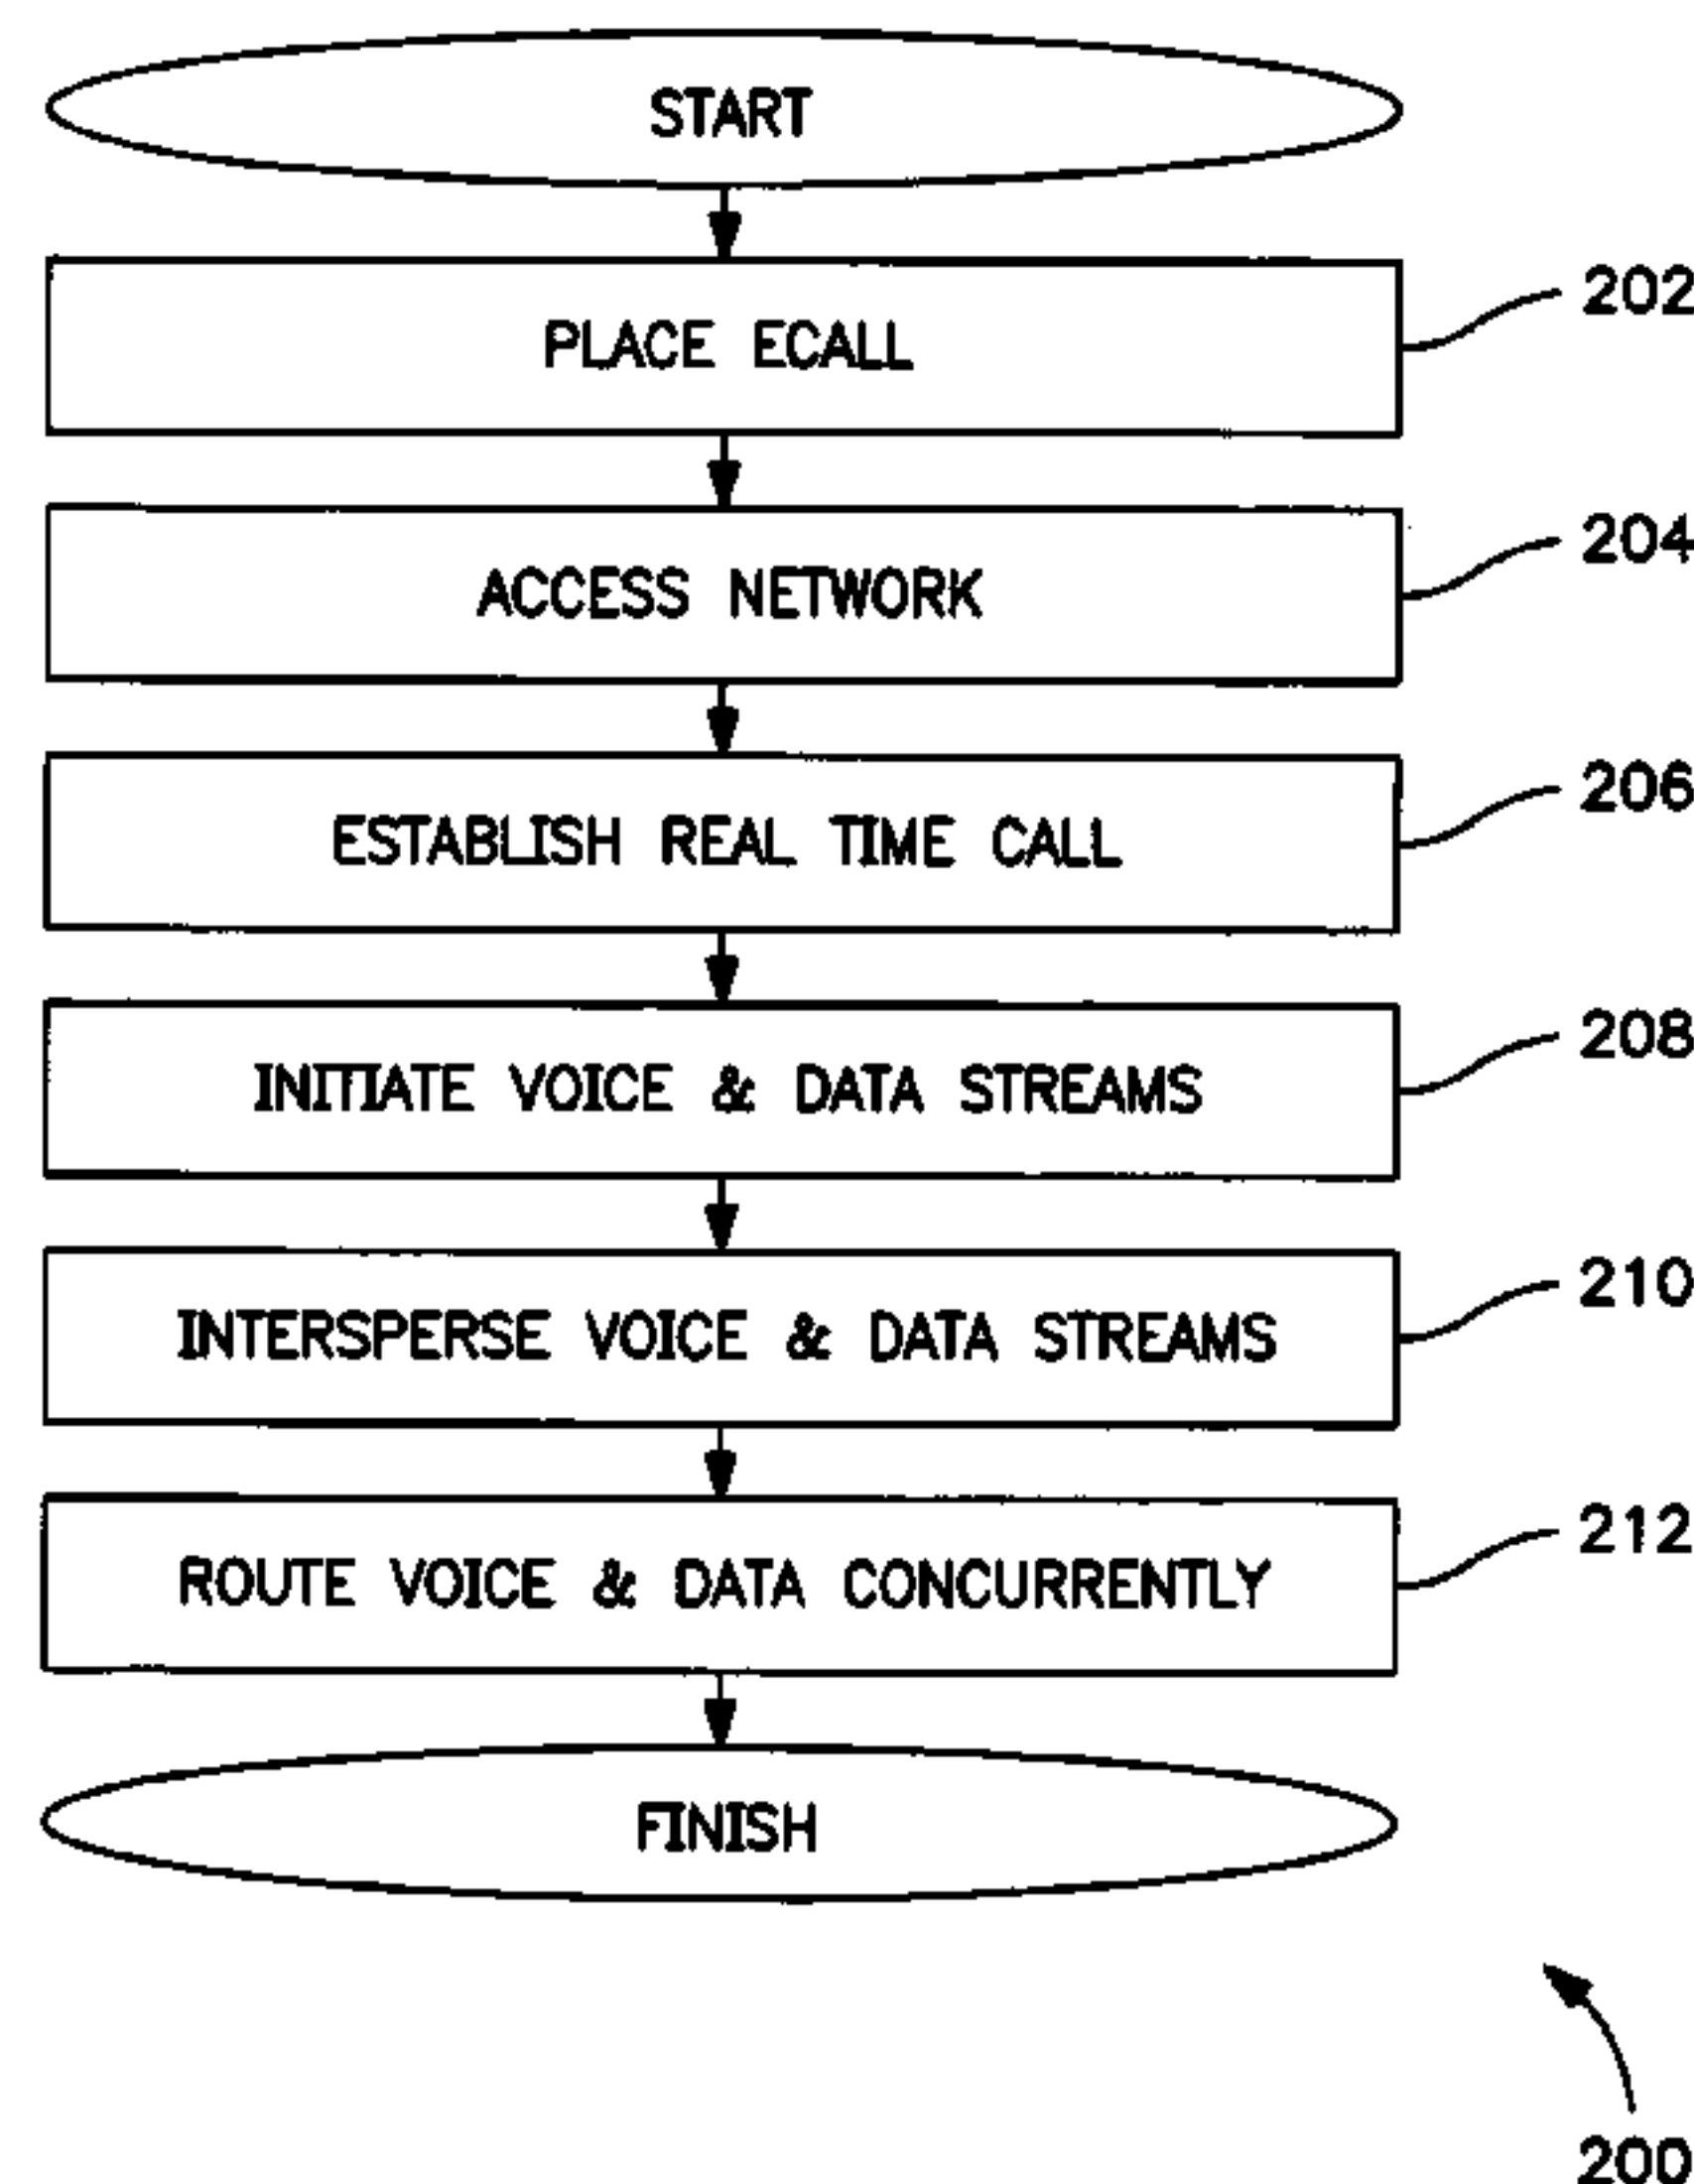 START
PLACE ECALL
202
ACCESS NETWORK
204
ESTABLISH REAL TIME CALL
206
INITIATE VOICE & DATA STREAMS
208
INTERSPERSE VOICE & DATA STREAMS
210
ROUTE VOICE & DATA CONCURRENTLY
212
FINISH
200